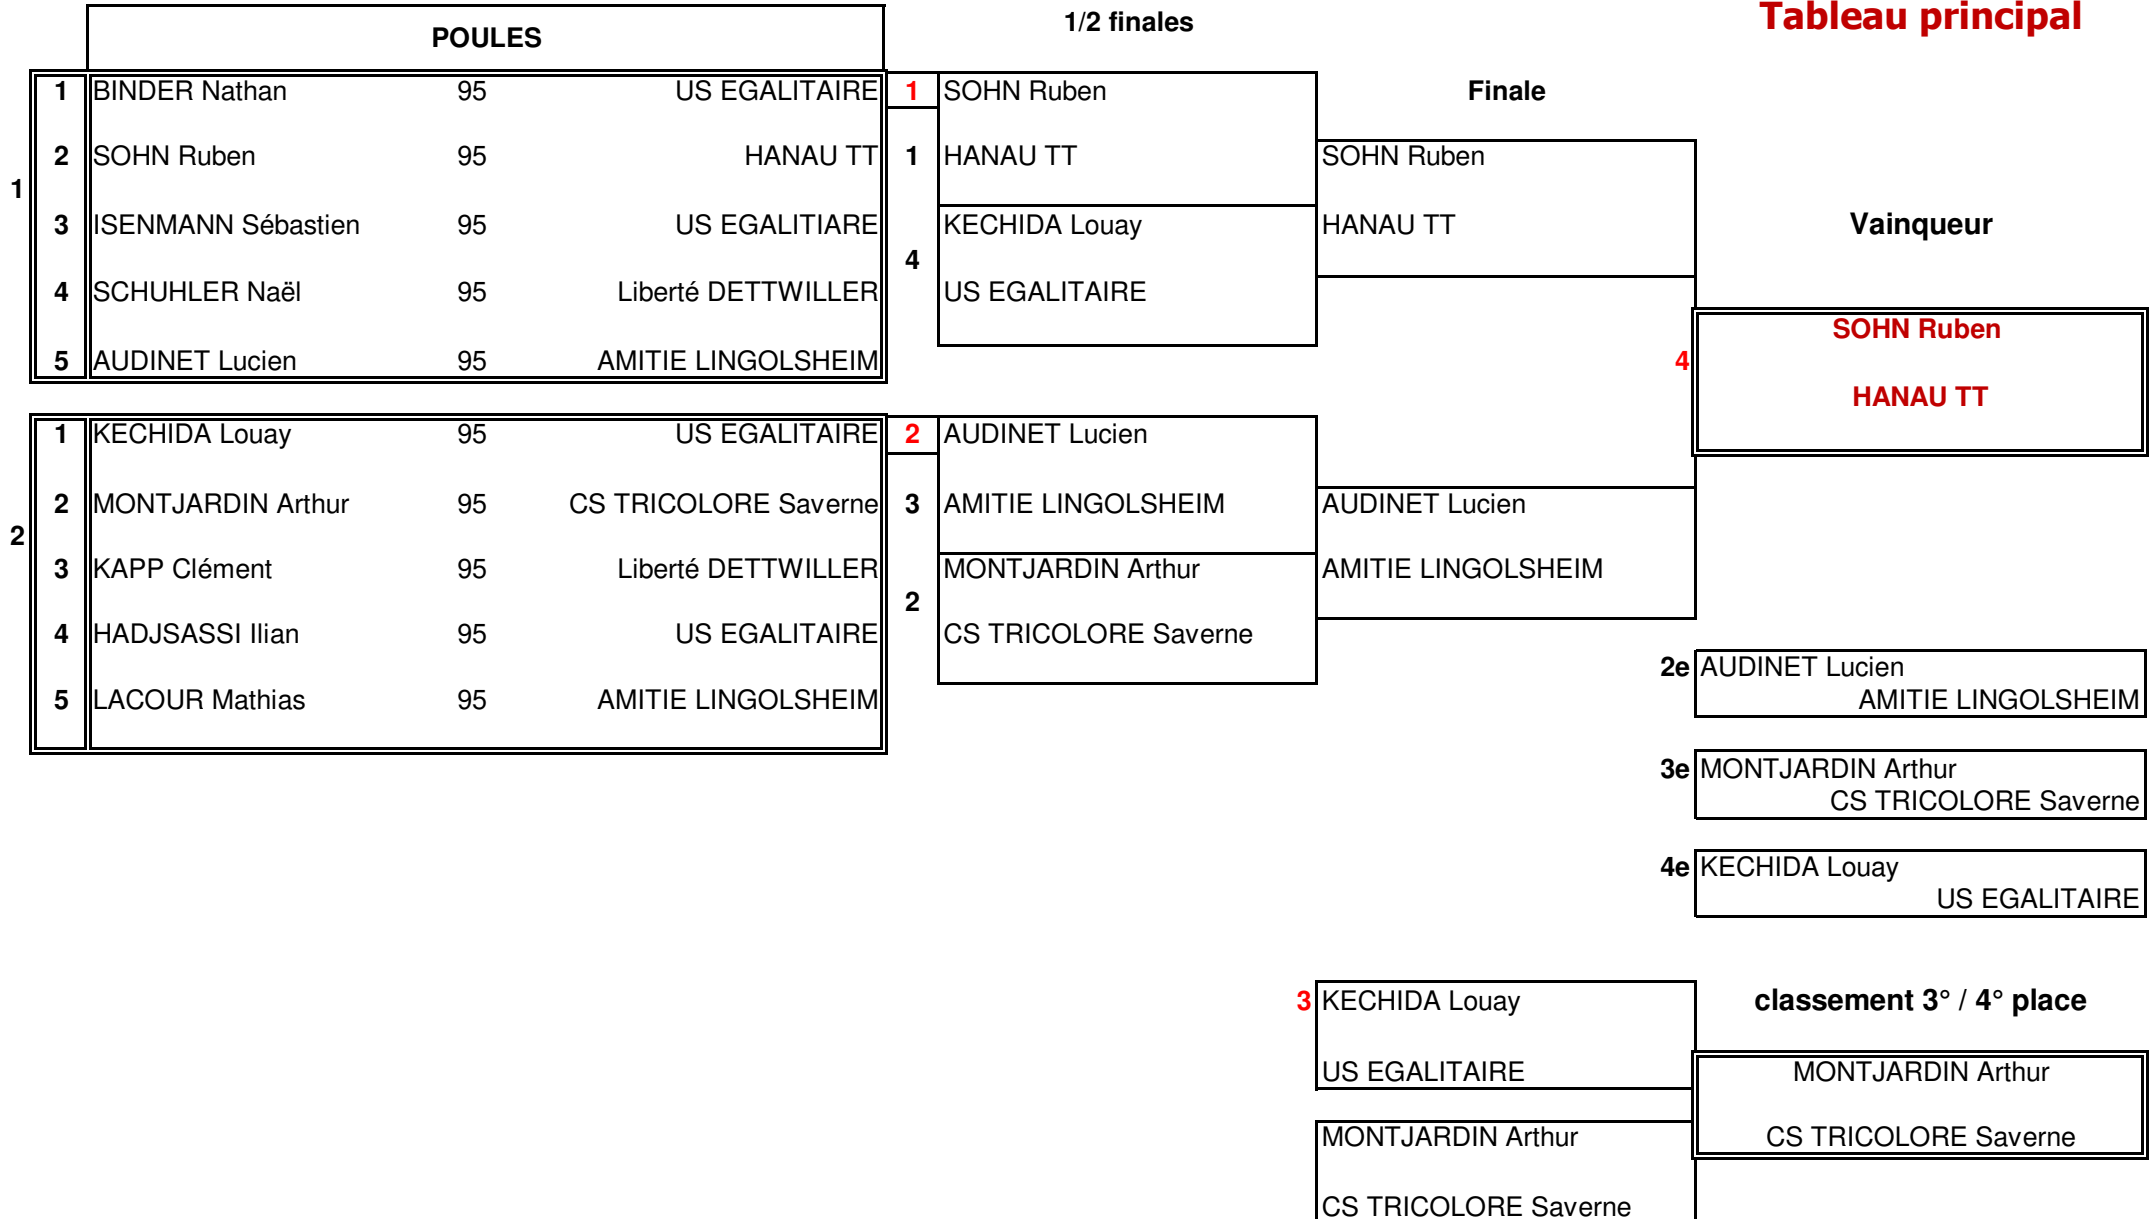 Tableau principal
1/2 finales
POULES
1 BINDER Nathan 95 US EGALITAIRE 1 SOHN Ruben Finale
2 SOHN Ruben 95 HANAU TT 1 HANAU TT SOHN Ruben
1
3 ISENMANN Sébastien 95 US EGALITIARE KECHIDA Louay HANAU TT Vainqueur
4
4 SCHUHLER Naël 95 Liberté DETTWILLER US EGALITAIRE
SOHN Ruben
5 AUDINET Lucien 95 AMITIE LINGOLSHEIM 4
HANAU TT
1 KECHIDA Louay 95 US EGALITAIRE 2 AUDINET Lucien
2 MONTJARDIN Arthur 95 CS TRICOLORE Saverne 3 AMITIE LINGOLSHEIM AUDINET Lucien
2
3 KAPP Clément 95 Liberté DETTWILLER MONTJARDIN Arthur AMITIE LINGOLSHEIM
2
4 HADJSASSI Ilian 95 US EGALITAIRE CS TRICOLORE Saverne
2e AUDINET Lucien
5 LACOUR Mathias 95 AMITIE LINGOLSHEIM AMITIE LINGOLSHEIM
3e MONTJARDIN Arthur
CS TRICOLORE Saverne
4e KECHIDA Louay
US EGALITAIRE
3 KECHIDA Louay classement 3° / 4° place
US EGALITAIRE MONTJARDIN Arthur
MONTJARDIN Arthur CS TRICOLORE Saverne
CS TRICOLORE Saverne